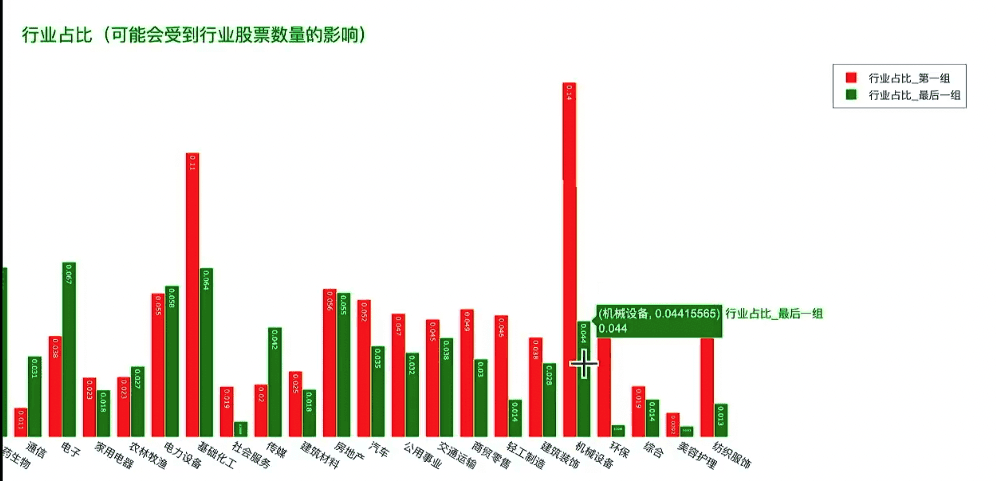 行业占比（可能会受到行业股票数量的影响）
行业占比_第一组
行业占比_最后一组
0.14
0.11
0.067
0.064
0.058
0.055
0.056
0.055
0.052
0.047
0.045
0.049
0.048
0.038
0.044
(机械设备, 0.04415565)
0.044
行业占比_最后一组
0.011
0.031
0.038
0.023
0.018
0.023
0.027
0.019
0.02
0.042
0.025
0.018
0.035
0.032
0.038
0.03
0.014
0.028
0.019
0.014
0.013
药生物
通信
电子
家用电器
农林牧渔
电力设备
基础化工
社会服务
传媒
建筑材料
房地产
汽车
公用事业
交通运输
商贸零售
轻工制造
建筑装饰
机械设备
环保
综合
美容护理
纺织服饰